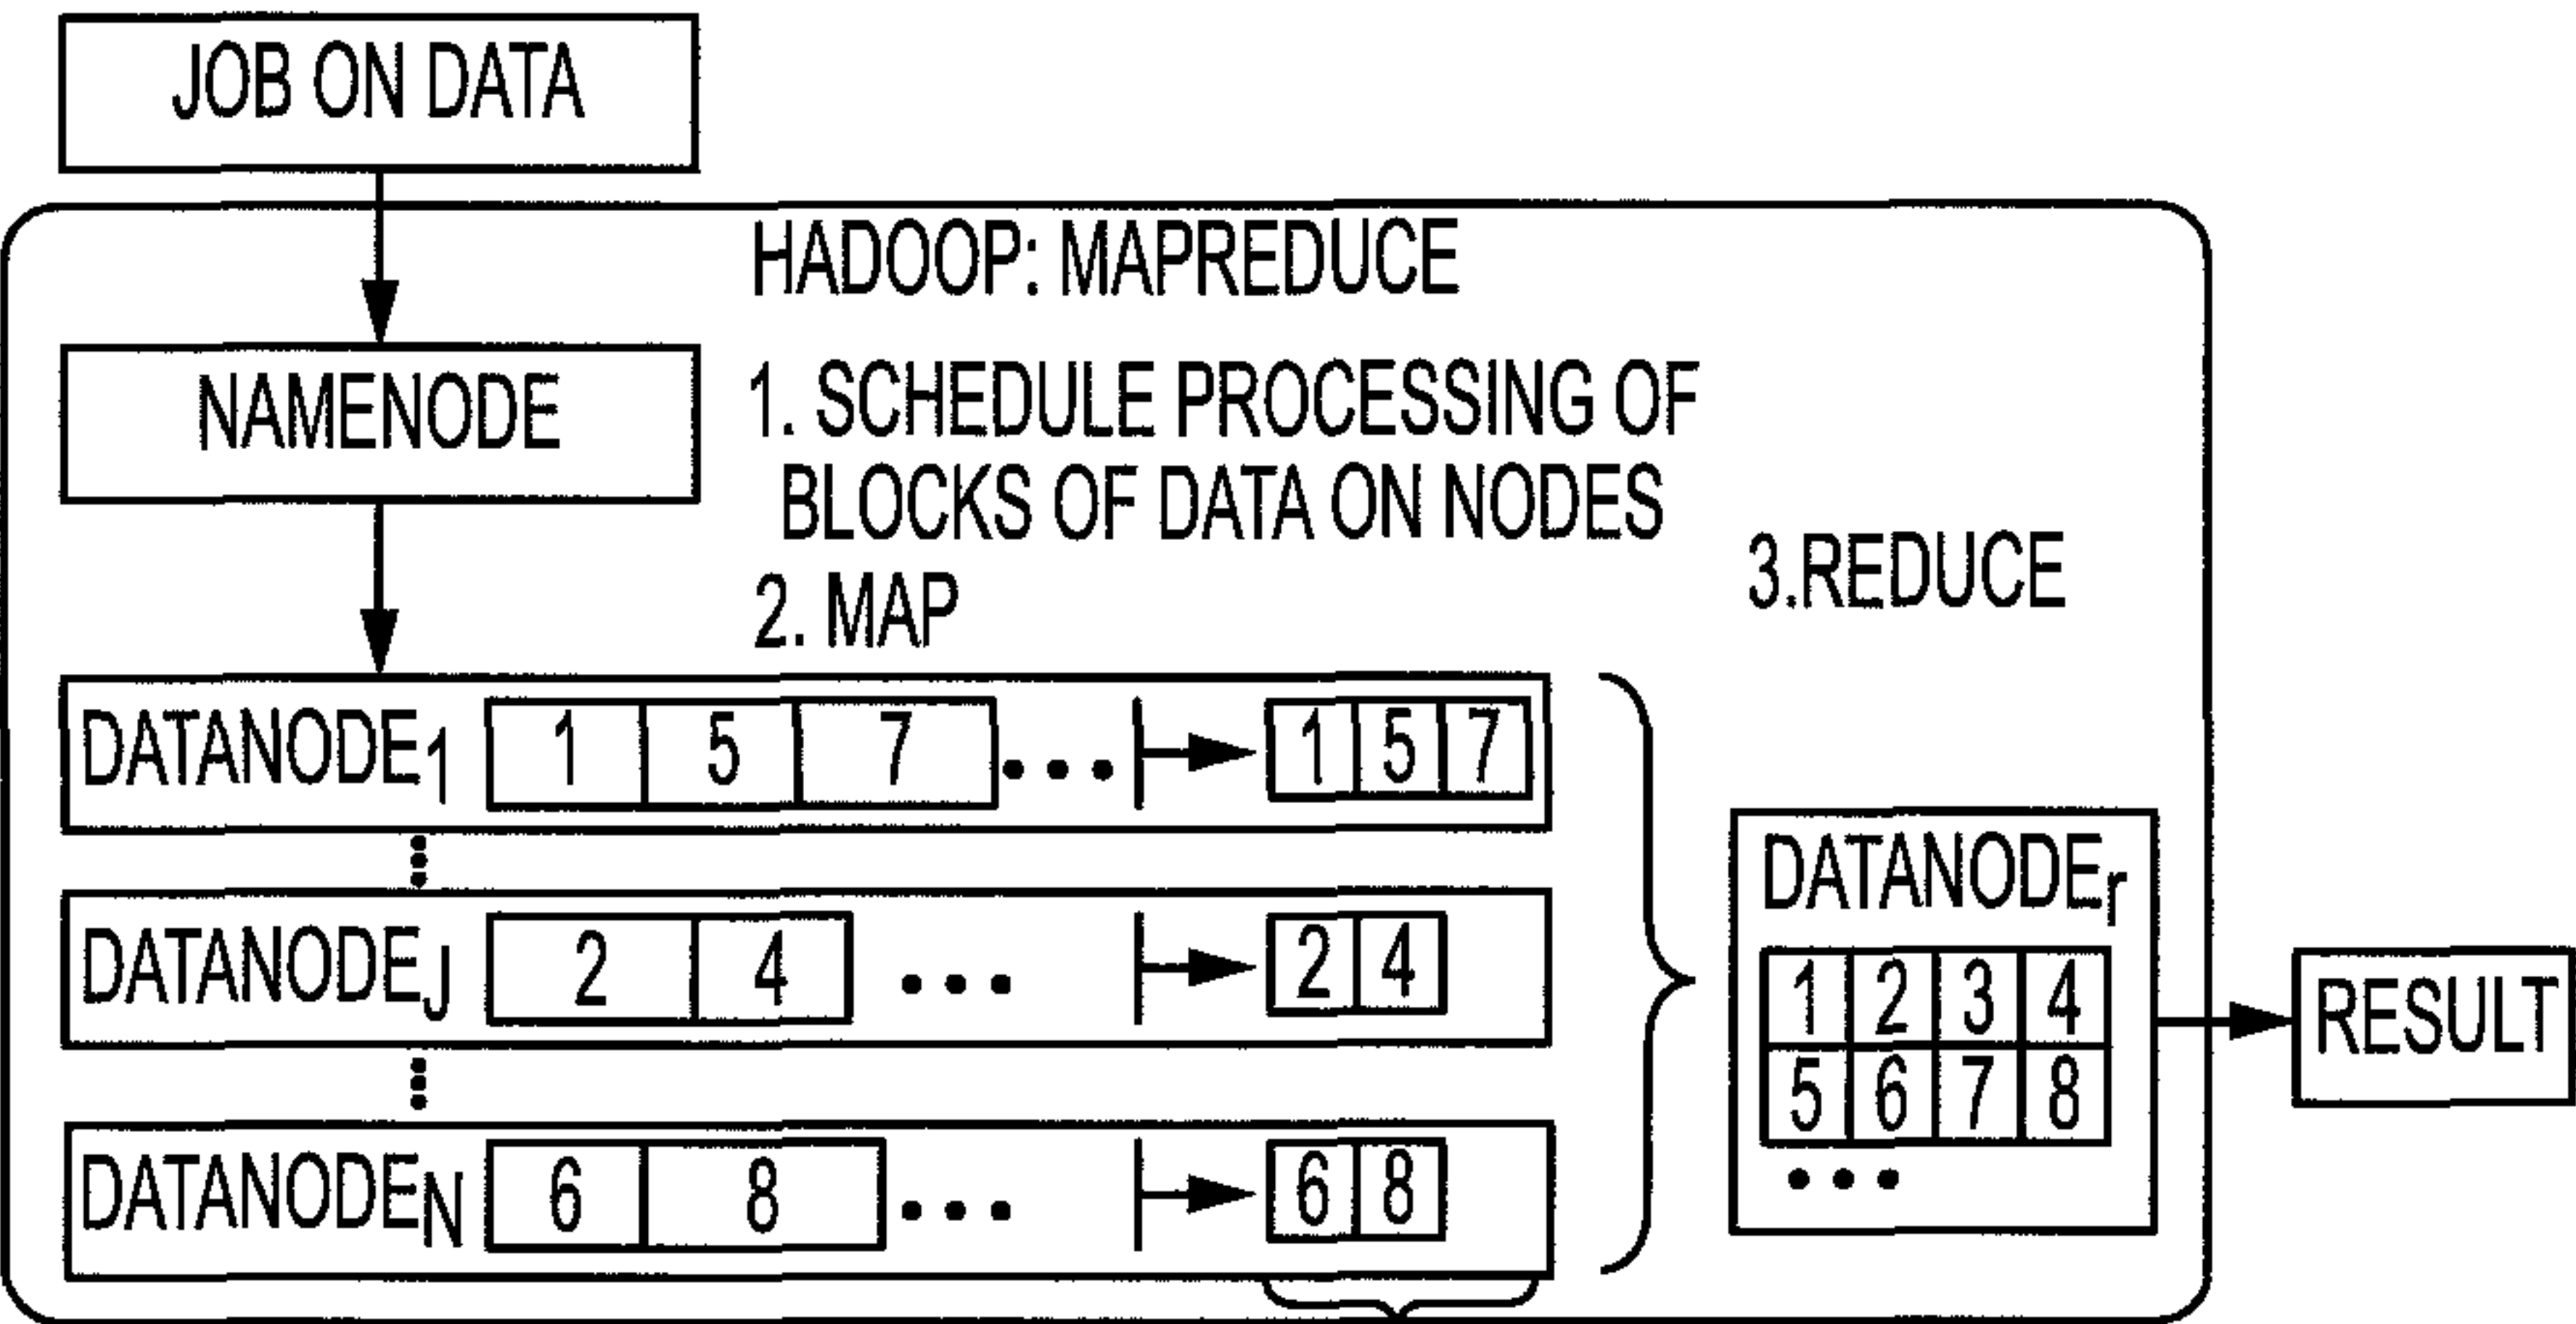 JOB ON DATA
HADOOP: MAPREDUCE
NAMENODE
1. SCHEDULE PROCESSING OF
BLOCKS OF DATA ON NODES
2. MAP
3.REDUCE
DATANODE1 1 5 7 ... 1 5 7
DATANODEJ 2 4 ... 2 4
DATANODEN 6 8 ... 6 8
DATANODEr
1 2 3 4
5 6 7 8
...
RESULT